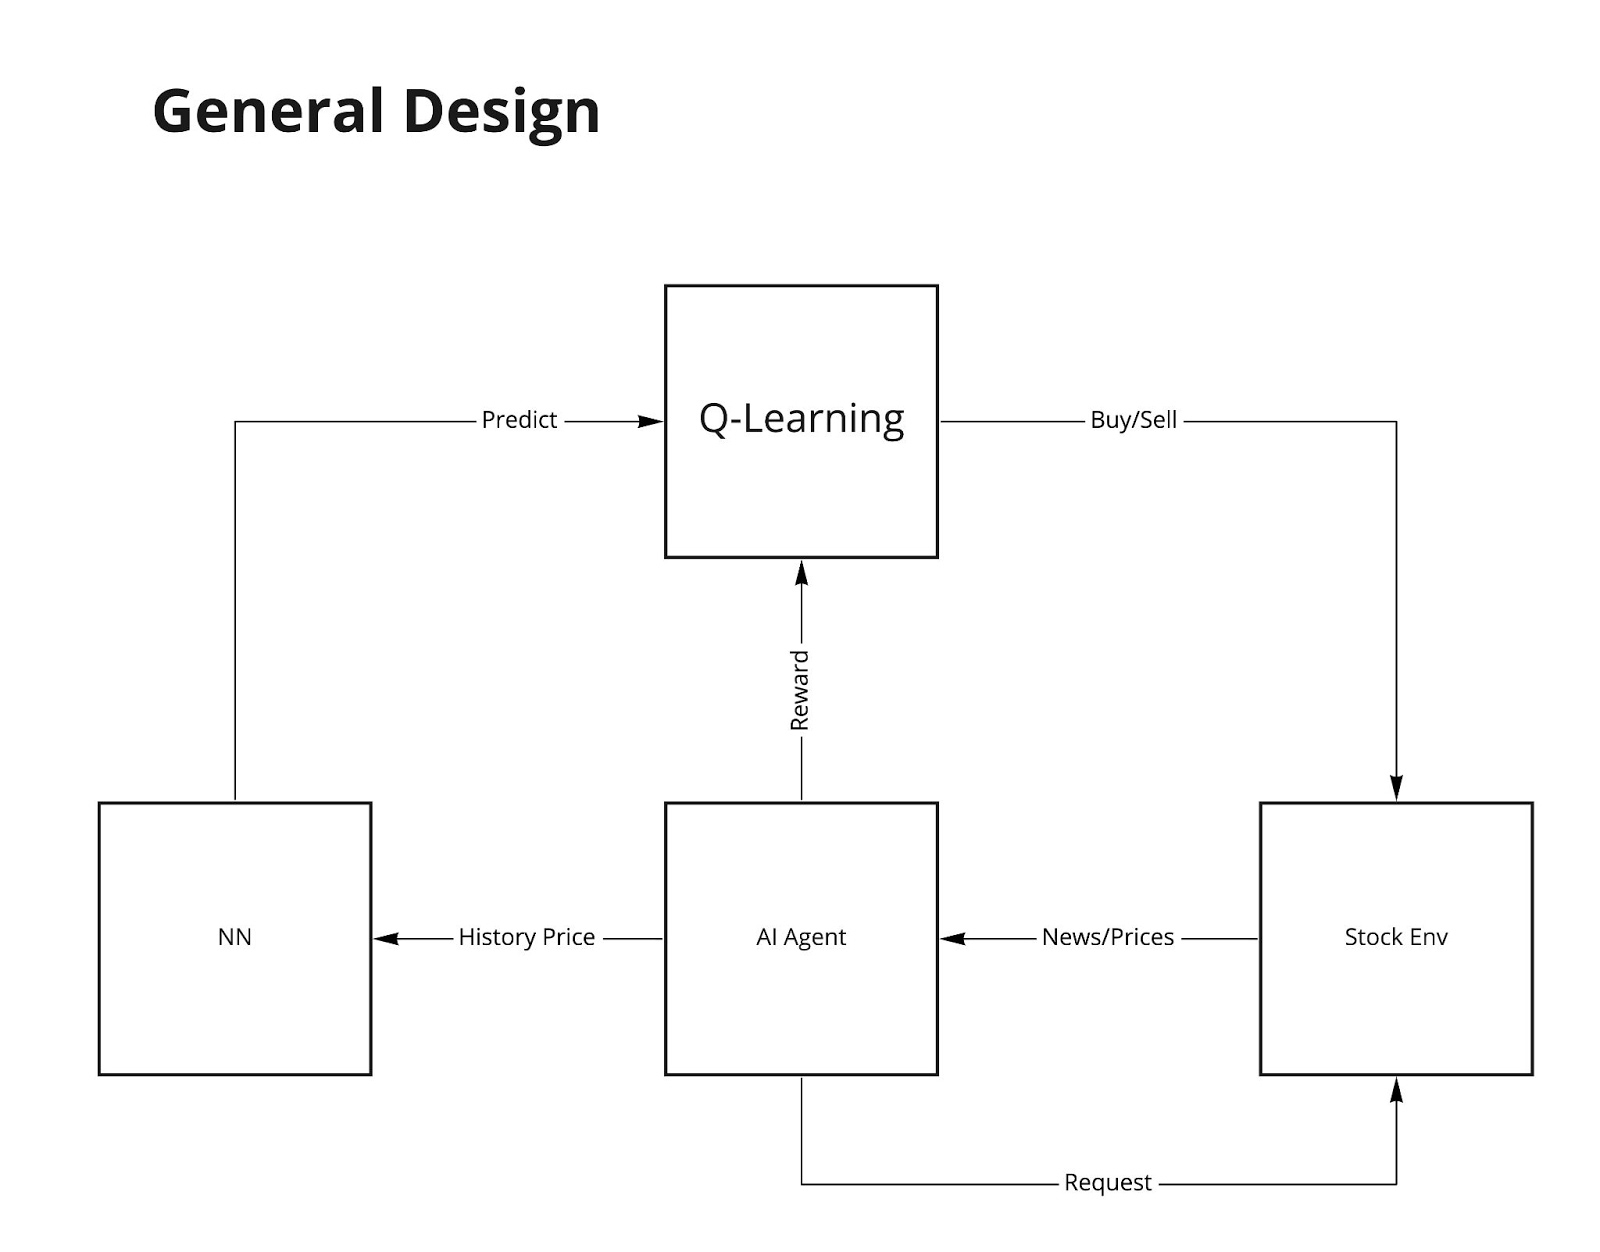 General Design
Q-Learning
Predict
Buy/Sell
Reward
NN
History Price
AI Agent
News/Prices
Stock Env
Request